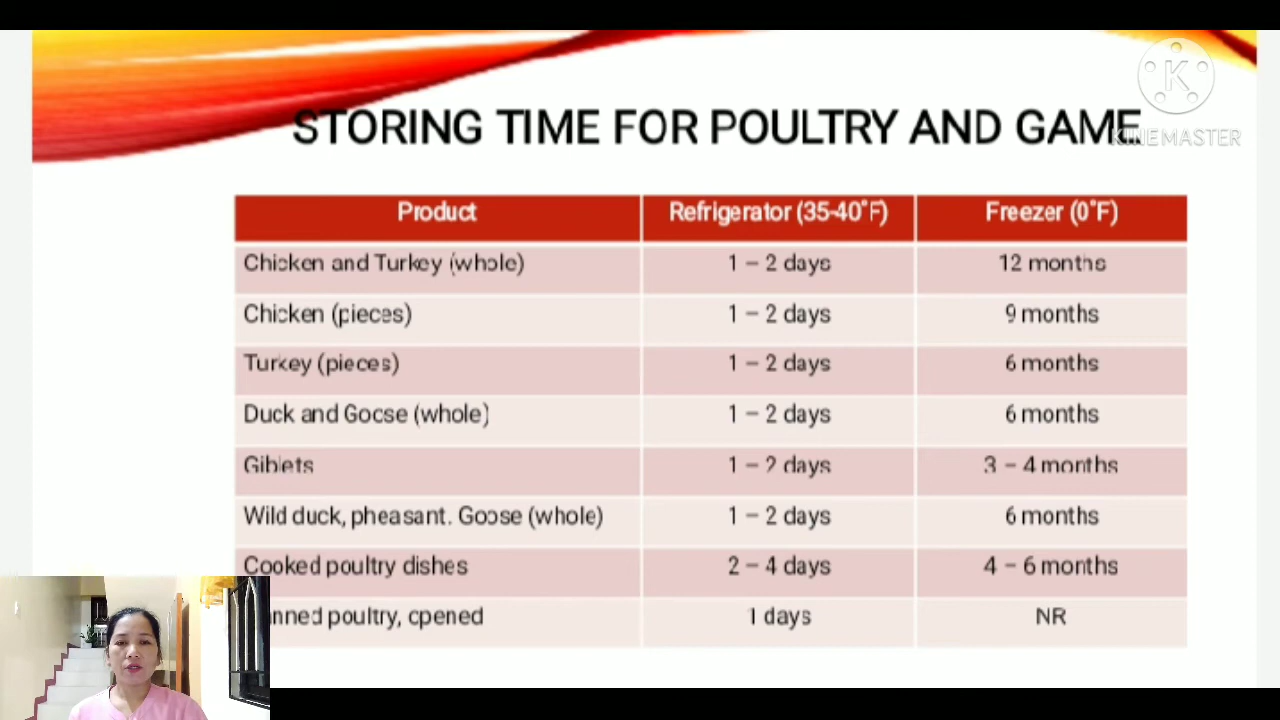 STORING TIME FOR POULTRY AND GAME
K
KINEMASTER
Product Refrigerator (35-40°F) Freezer (0°F)
Chicken and Turkey (whole) 1 – 2 days 12 months
Chicken (pieces) 1 – 2 days 9 months
Turkey (pieces) 1 – 2 days 6 months
Duck and Goose (whole) 1 – 2 days 6 months
Giblets 1 – 2 days 3 – 4 months
Wild duck, pheasant. Goose (whole) 1 – 2 days 6 months
Cooked poultry dishes 2 – 4 days 4 – 6 months
nned poultry, opened 1 days NR